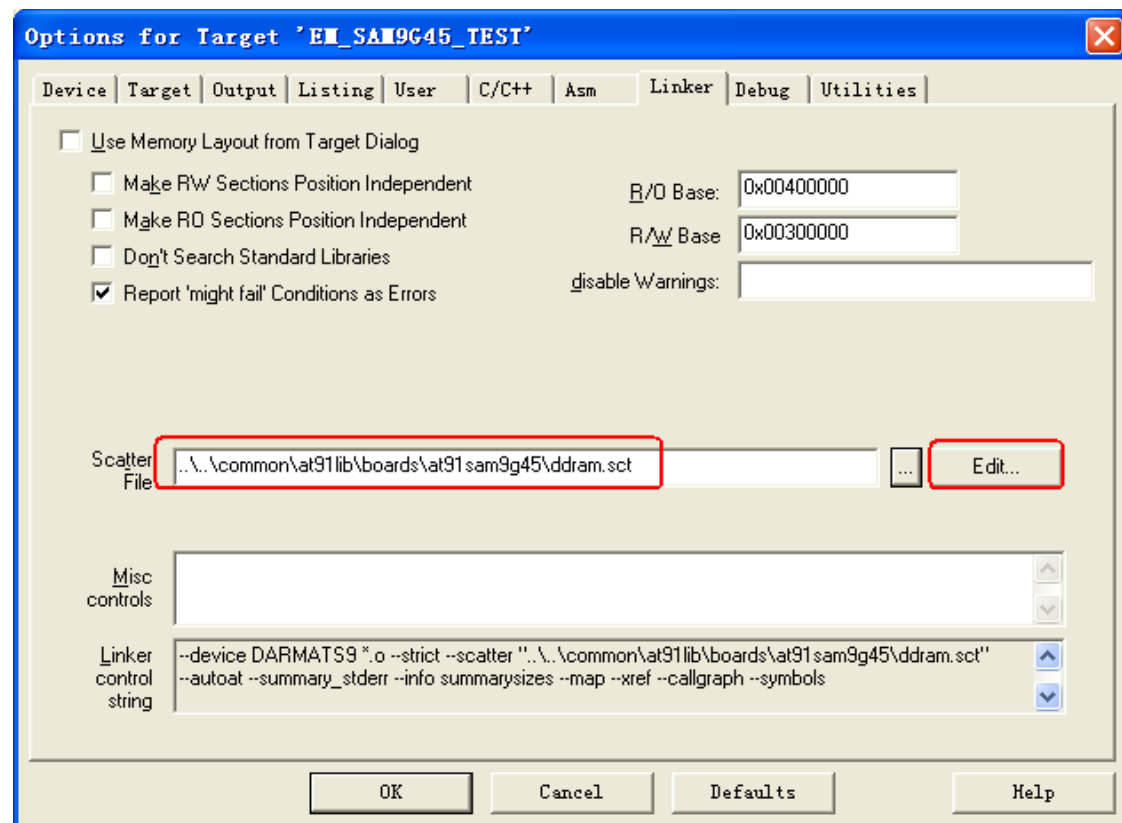 Options for Target 'EM_SAM9G45_TEST'
Device Target Output Listing User C/C++ Asm Linker Debug Utilities
Use Memory Layout from Target Dialog
Make RW Sections Position Independent
Make RO Sections Position Independent
Don't Search Standard Libraries
Report 'might fail' Conditions as Errors
R/O Base: 0x00400000
R/W Base 0x00300000
disable Warnings:
Scatter
File
..\..\common\at91lib\boards\at91sam9g45\ddram.sct
...
Edit...
Misc
controls
Linker
control
string
--device DARMATS9 *.o --strict --scatter "..\..\common\at91lib\boards\at91sam9g45\ddram.sct"
--autoat --summary_stderr --info summarysizes --map --xref --callgraph --symbols
OK Cancel Defaults Help